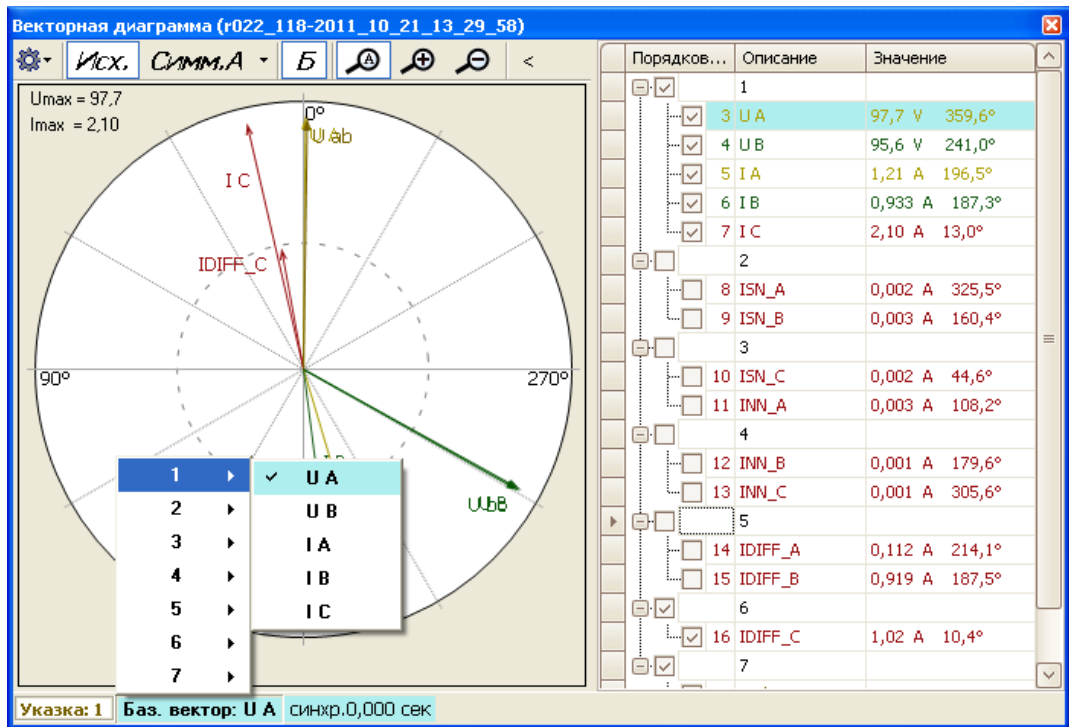 Векторная диаграмма (r022_118-2011_10_21_13_29_58)
Исх. Симм.А Б <
Umax = 97,7
Imax = 2,10
0°
I C
IDIFF_C
90°
270°
1
2
3
4
5
6
7
U A
U B
I A
I B
I C
Порядков... Описание Значение
1
3 U A 97,7 V 359,6°
4 U B 95,6 V 241,0°
5 I A 1,21 A 196,5°
6 I B 0,933 A 187,3°
7 I C 2,10 A 13,0°
2
8 ISN_A 0,002 A 325,5°
9 ISN_B 0,003 A 160,4°
3
10 ISN_C 0,002 A 44,6°
11 INN_A 0,003 A 108,2°
4
12 INN_B 0,001 A 179,6°
13 INN_C 0,001 A 305,6°
5
14 IDIFF_A 0,112 A 214,1°
15 IDIFF_B 0,919 A 187,5°
6
16 IDIFF_C 1,02 A 10,4°
7
Указка: 1 Баз. вектор: U A синхр.0,000 сек